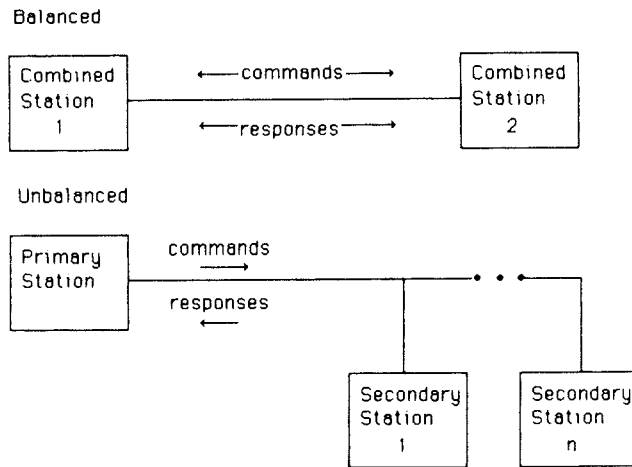 Balanced
Combined
Station
1
commands
responses
Combined
Station
2
Unbalanced
Primary
Station
commands
responses
Secondary
Station
1
Secondary
Station
n